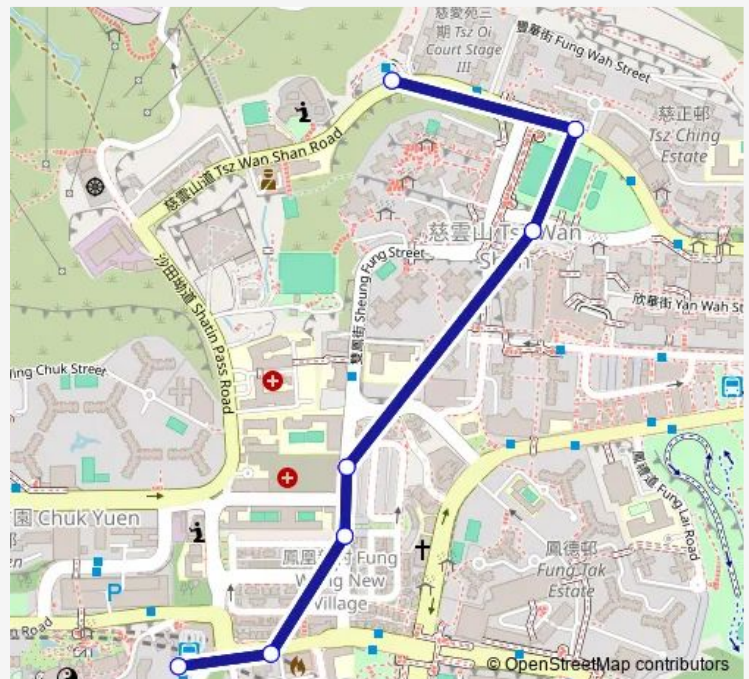 慈愛苑三
期 Tsz Oi
Court Stage
III
豐華街 Fung Wah Street
慈正邨
Tsz Ching
Estate
慈雲山道 Tsz Wan Shan Road
慈雲山 Tsz Wan
Shan
沙田坳道 Shatin Pass Road
雙鳳街 Sheung Fung Street
欣華街 Yan Wah St
Chuk Street
園 Chuk Yuen
鳳德道 Fung Lai Road
鳳凰新村 Fung
Wong New
Village
鳳德邨
Fung Tak
Estate
P
Road
© OpenStreetMap contributors